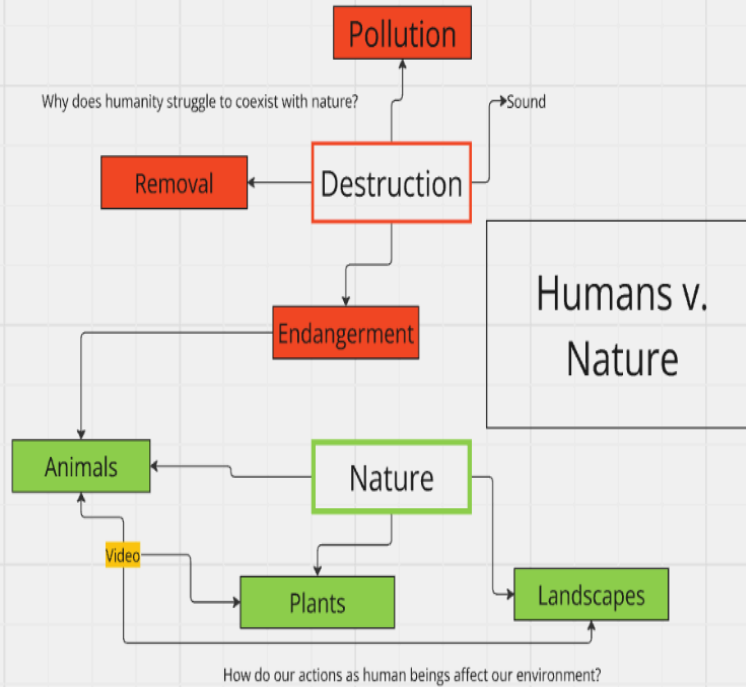 Pollution
Why does humanity struggle to coexist with nature?
Sound
Removal
Destruction
Humans v.
Nature
Endangerment
Animals
Nature
Video
Plants
Landscapes
How do our actions as human beings affect our environment?